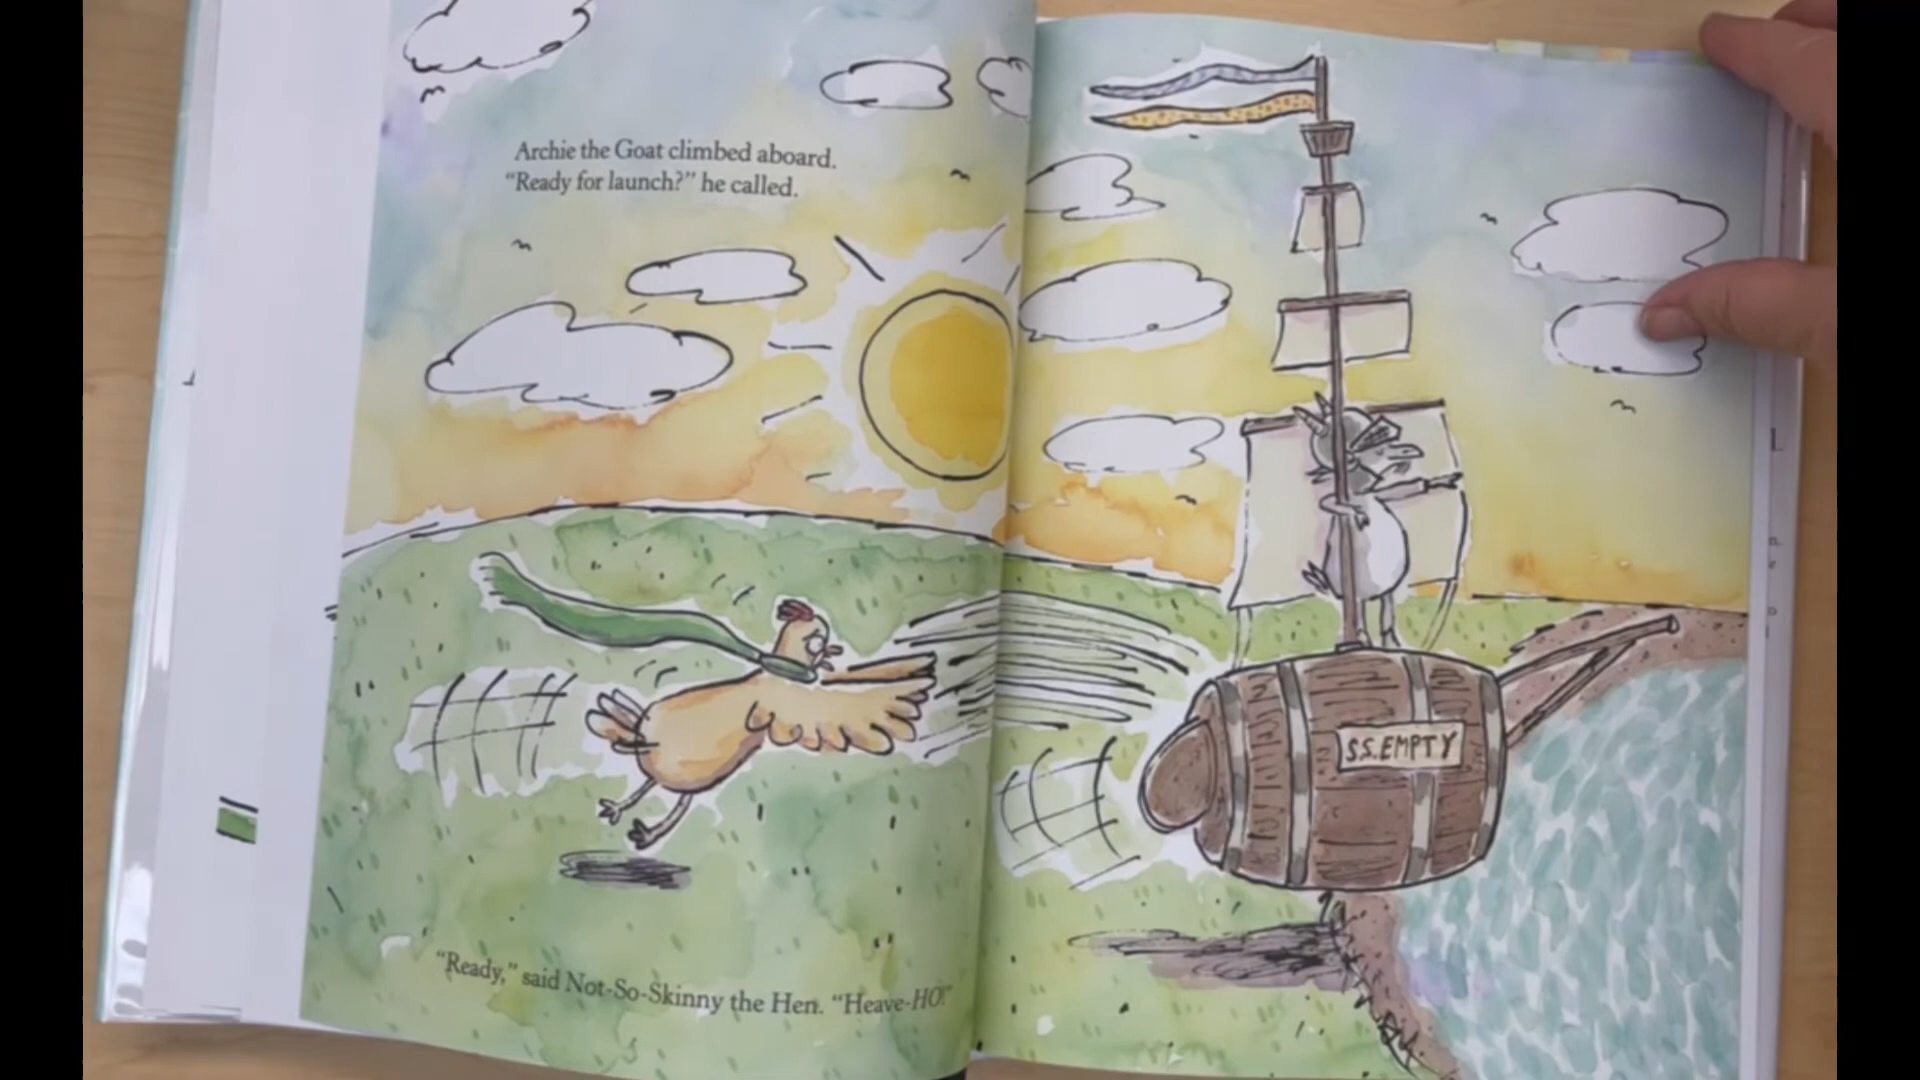 Archie the Goat climbed aboard.
"Ready for launch?" he called.
"Ready," said Not-So-Skinny the Hen. "Heave-HO!"
S.S. EMPTY